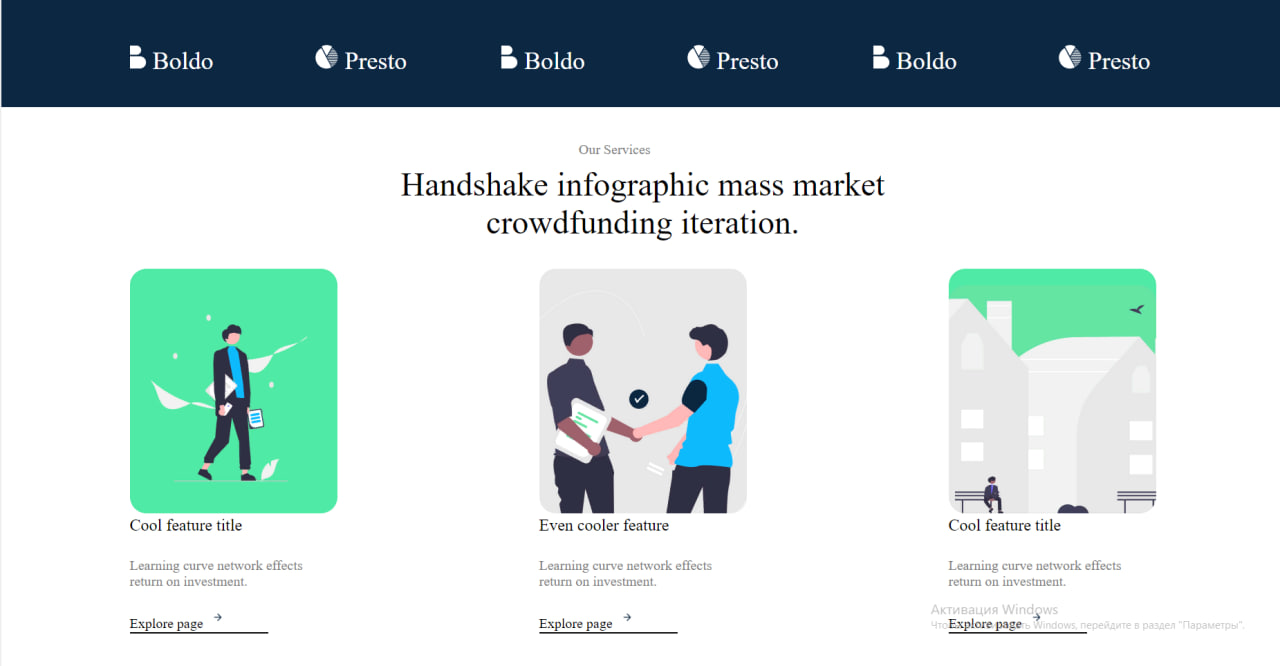 Boldo Presto Boldo Presto Boldo Presto
Our Services
Handshake infographic mass market
crowdfunding iteration.
Cool feature title
Learning curve network effects
return on investment.
Explore page
Even cooler feature
Learning curve network effects
return on investment.
Explore page
Cool feature title
Learning curve network effects
return on investment.
Explore page
Активация Windows
Windows, перейдите в раздел "Параметры".